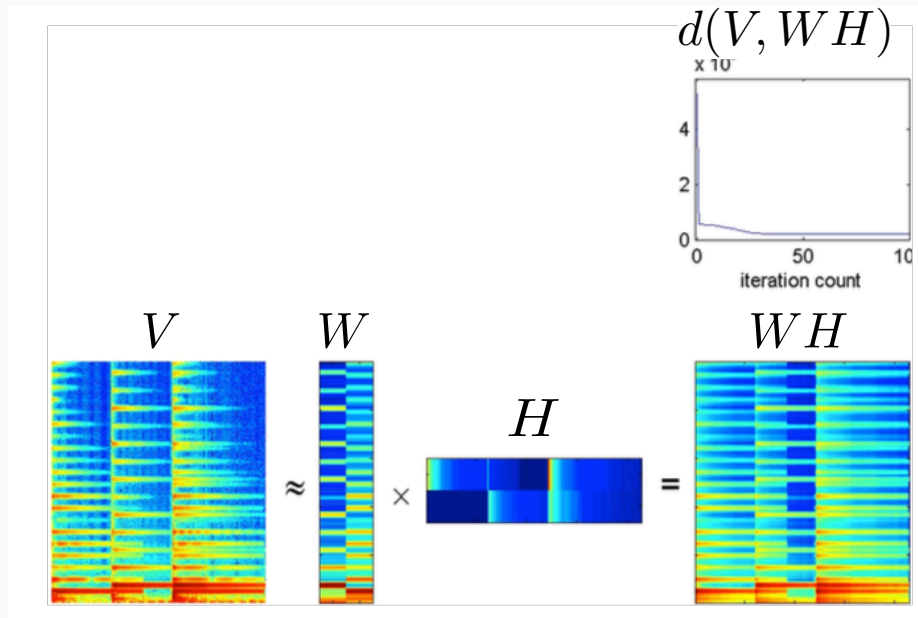 d(V, WH)
x 10
4
2
0
0 50 10
iteration count
V W WH
H
≈ × =